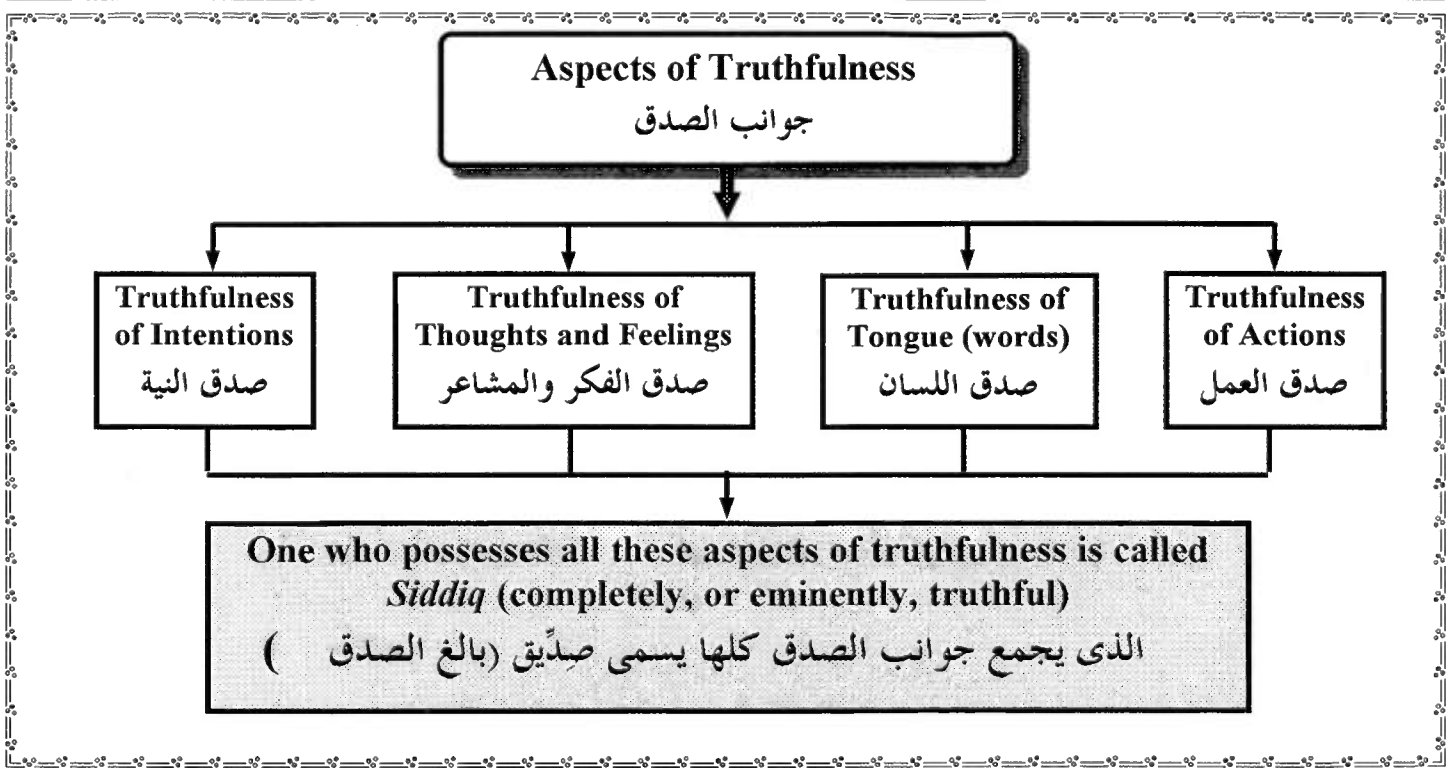 Aspects of Truthfulness
جوانب الصدق
Truthfulness
of Intentions
صدق النية
Truthfulness of
Thoughts and Feelings
صدق الفكر والمشاعر
Truthfulness of
Tongue (words)
صدق اللسان
Truthfulness
of Actions
صدق العمل
One who possesses all these aspects of truthfulness is called
Siddiq (completely, or eminently, truthful)
الذى يجمع جوانب الصدق كلها يسمى صِدِّيق (بالغ الصدق )